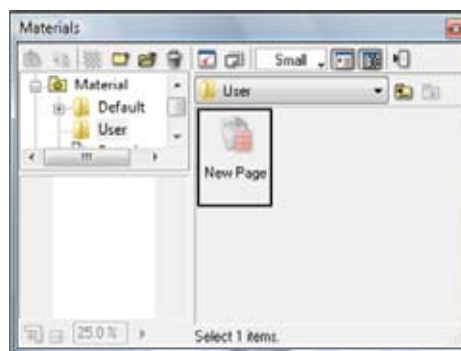 Materials
Small
Material
Default
User
User
New Page
25.0 %
Select 1 items.